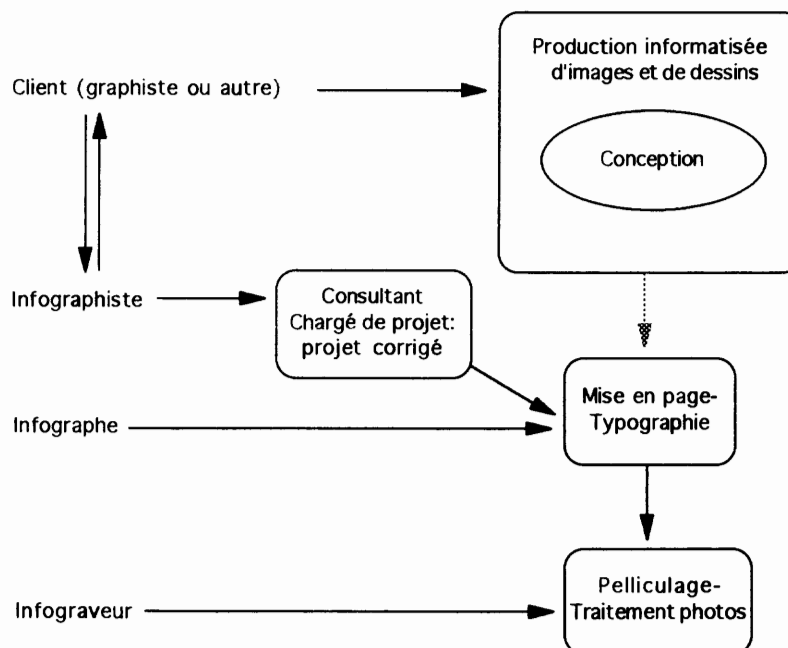 Production informatisée
d'images et de dessins
Client (graphiste ou autre)
Conception
Infographiste
Consultant
Chargé de projet:
projet corrigé
Mise en page-
Typographie
Infographe
Pelliculage-
Traitement photos
Infograveur